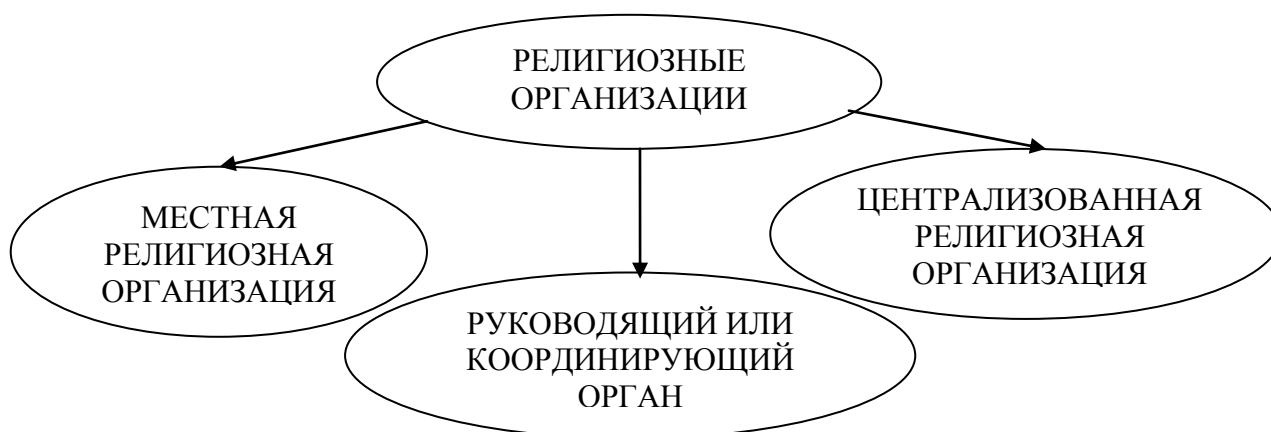 РЕЛИГИОЗНЫЕ
ОРГАНИЗАЦИИ
МЕСТНАЯ
РЕЛИГИОЗНАЯ
ОРГАНИЗАЦИЯ
РУКОВОДЯЩИЙ ИЛИ
КООРДИНИРУЮЩИЙ
ОРГАН
ЦЕНТРАЛИЗОВАННАЯ
РЕЛИГИОЗНАЯ
ОРГАНИЗАЦИЯ